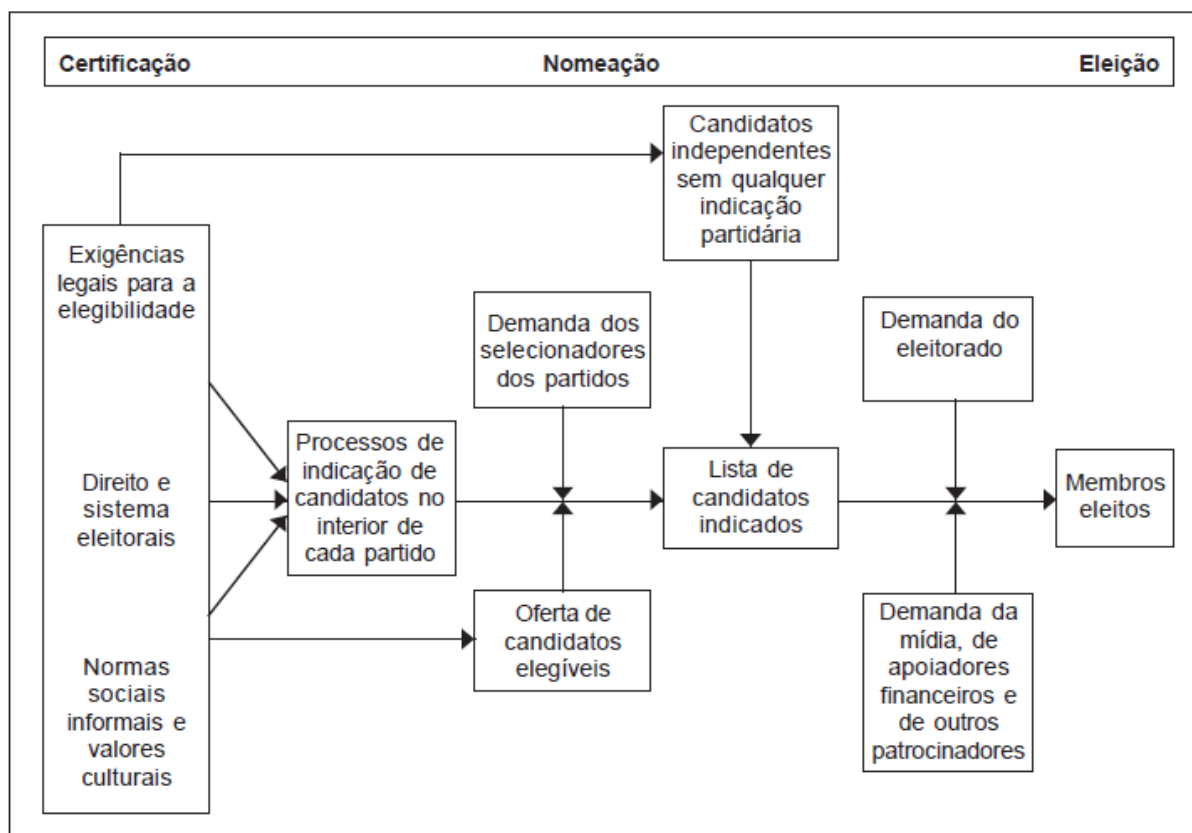 Certificação Nomeação Eleição
Candidatos
independentes
sem qualquer
indicação
partidária
Exigências
legais para a
elegibilidade
Direito e
sistema
eleitorais
Normas
sociais
informais e
valores
culturais
Processos de
indicação de
candidatos no
interior de
cada partido
Demanda dos
selecionadores
dos partidos
Oferta de
candidatos
elegíveis
Lista de
candidatos
indicados
Demanda do
eleitorado
Demanda da
mídia, de
apoiadores
financeiros e
de outros
patrocinadores
Membros
eleitos